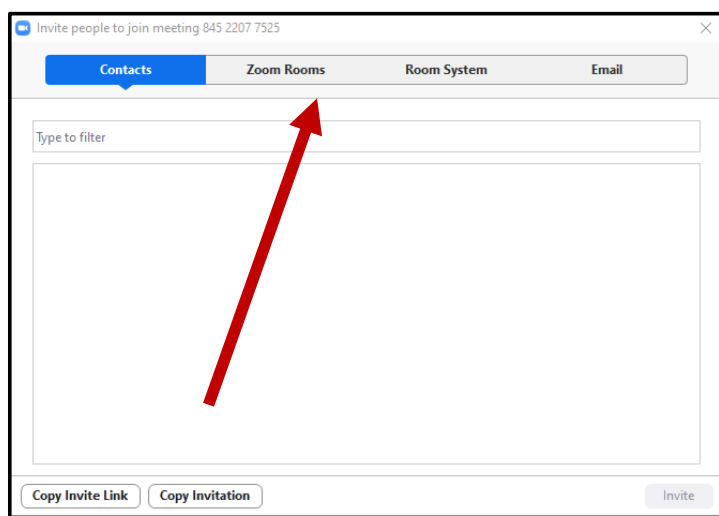 Invite people to join meeting 845 2207 7525
Contacts Zoom Rooms Room System Email
Type to filter
Copy Invite Link Copy Invitation Invite